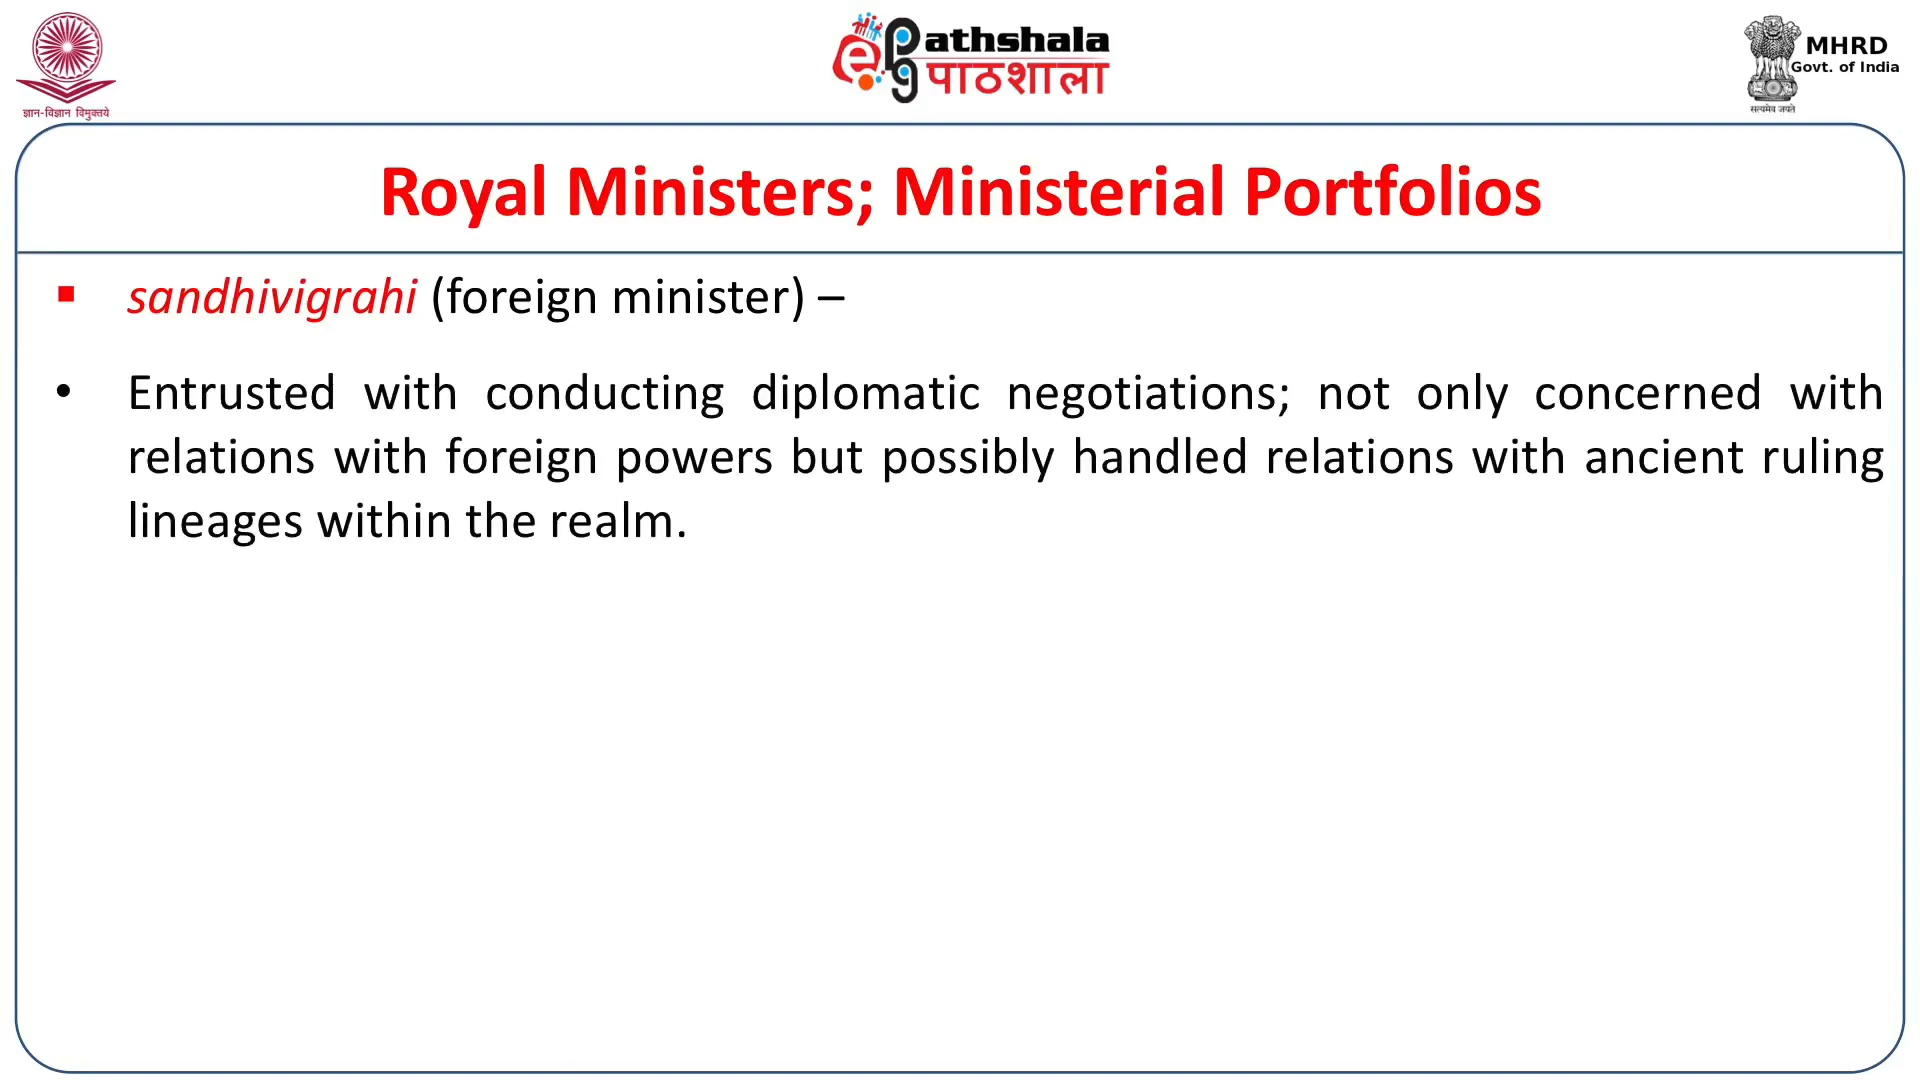 ज्ञान-विज्ञान विमुक्तये
e Pathshala
पाठशाला
MHRD
Govt. of India
सत्यमेव जयते
Royal Ministers; Ministerial Portfolios
▪ sandhivigrahi (foreign minister) –
• Entrusted with conducting diplomatic negotiations; not only concerned with
relations with foreign powers but possibly handled relations with ancient ruling
lineages within the realm.